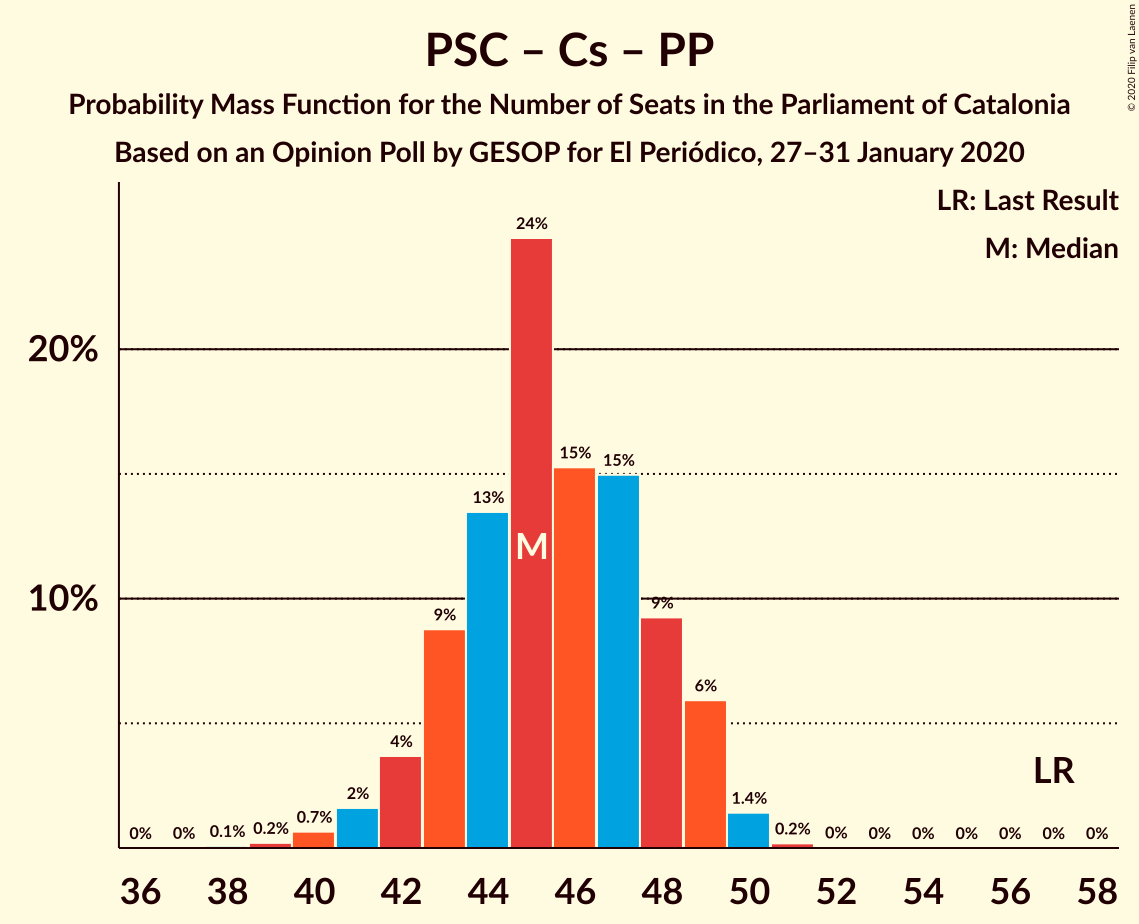 PSC – Cs – PP
Probability Mass Function for the Number of Seats in the Parliament of Catalonia
Based on an Opinion Poll by GESOP for El Periódico, 27–31 January 2020
© 2020 Filip van Laenen
LR: Last Result
M: Median
20%
10%
0%
0%
0.1%
0.2%
0.7%
2%
4%
9%
13%
24%
15%
15%
9%
6%
1.4%
0.2%
0%
0%
0%
0%
0%
0%
0%
M
LR
36 38 40 42 44 46 48 50 52 54 56 58